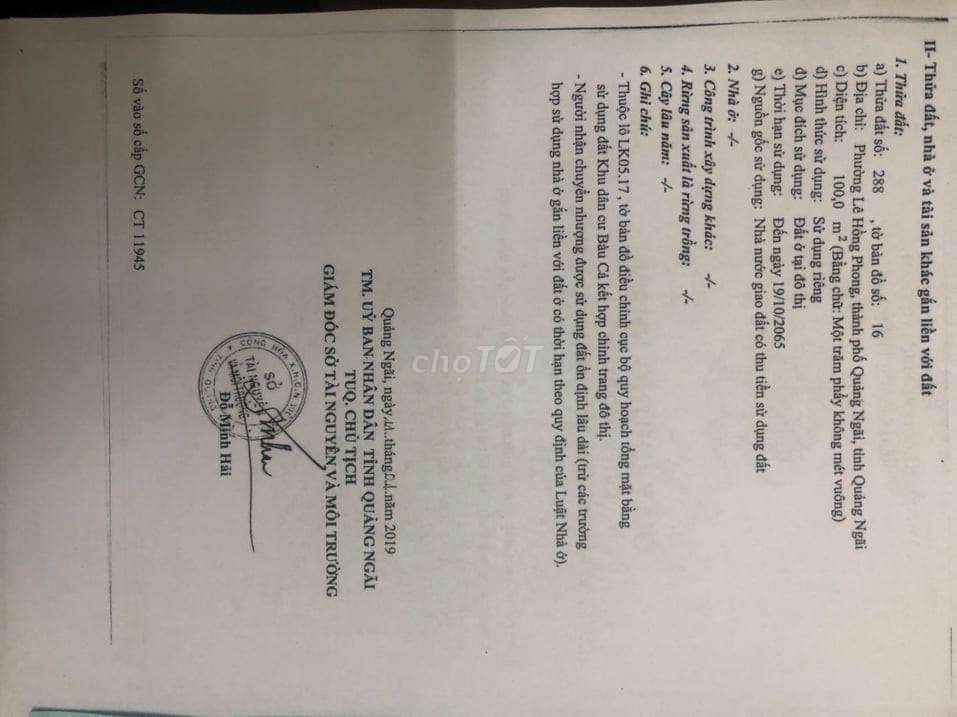 II- Thửa đất, nhà ở và tài sản khác gắn liền với đất
1. Thửa đất:
a) Thửa đất số: 288 , tờ bản đồ số: 16
b) Địa chỉ: Phường Lê Hồng Phong, thành phố Quảng Ngãi, tỉnh Quảng Ngãi
c) Diện tích: 100,0 m² (Bằng chữ: Một trăm phẩy không mét vuông)
d) Hình thức sử dụng: Sử dụng riêng
đ) Mục đích sử dụng: Đất ở tại đô thị
e) Thời hạn sử dụng: Đến ngày 19/10/2065
g) Nguồn gốc sử dụng: Nhà nước giao đất có thu tiền sử dụng đất
2. Nhà ở: -/-
3. Công trình xây dựng khác: -/-
4. Rừng sản xuất là rừng trồng: -/-
5. Cây lâu năm: -/-
6. Ghi chú:
- Thuộc lô LK05.17 , tờ bản đồ điều chỉnh cục bộ quy hoạch tổng mặt bằng
sử dụng đất Khu dân cư Bàu Cả kết hợp chỉnh trang đô thị.
- Người nhận chuyển nhượng được sử dụng đất ổn định lâu dài (trừ các trường
hợp sử dụng nhà ở gắn liền với đất ở có thời hạn theo quy định của Luật Nhà ở).
Quảng Ngãi, ngày tháng năm 2019
TM. UỶ BAN NHÂN DÂN TỈNH QUẢNG NGÃI
TUQ. CHỦ TỊCH
GIÁM ĐỐC SỞ TÀI NGUYÊN VÀ MÔI TRƯỜNG
SỞ
TÀI NGUYÊN
VÀ MÔI TRƯỜNG
Đỗ Minh Hải
Số vào sổ cấp GCN: CT 11945
chợTỐT